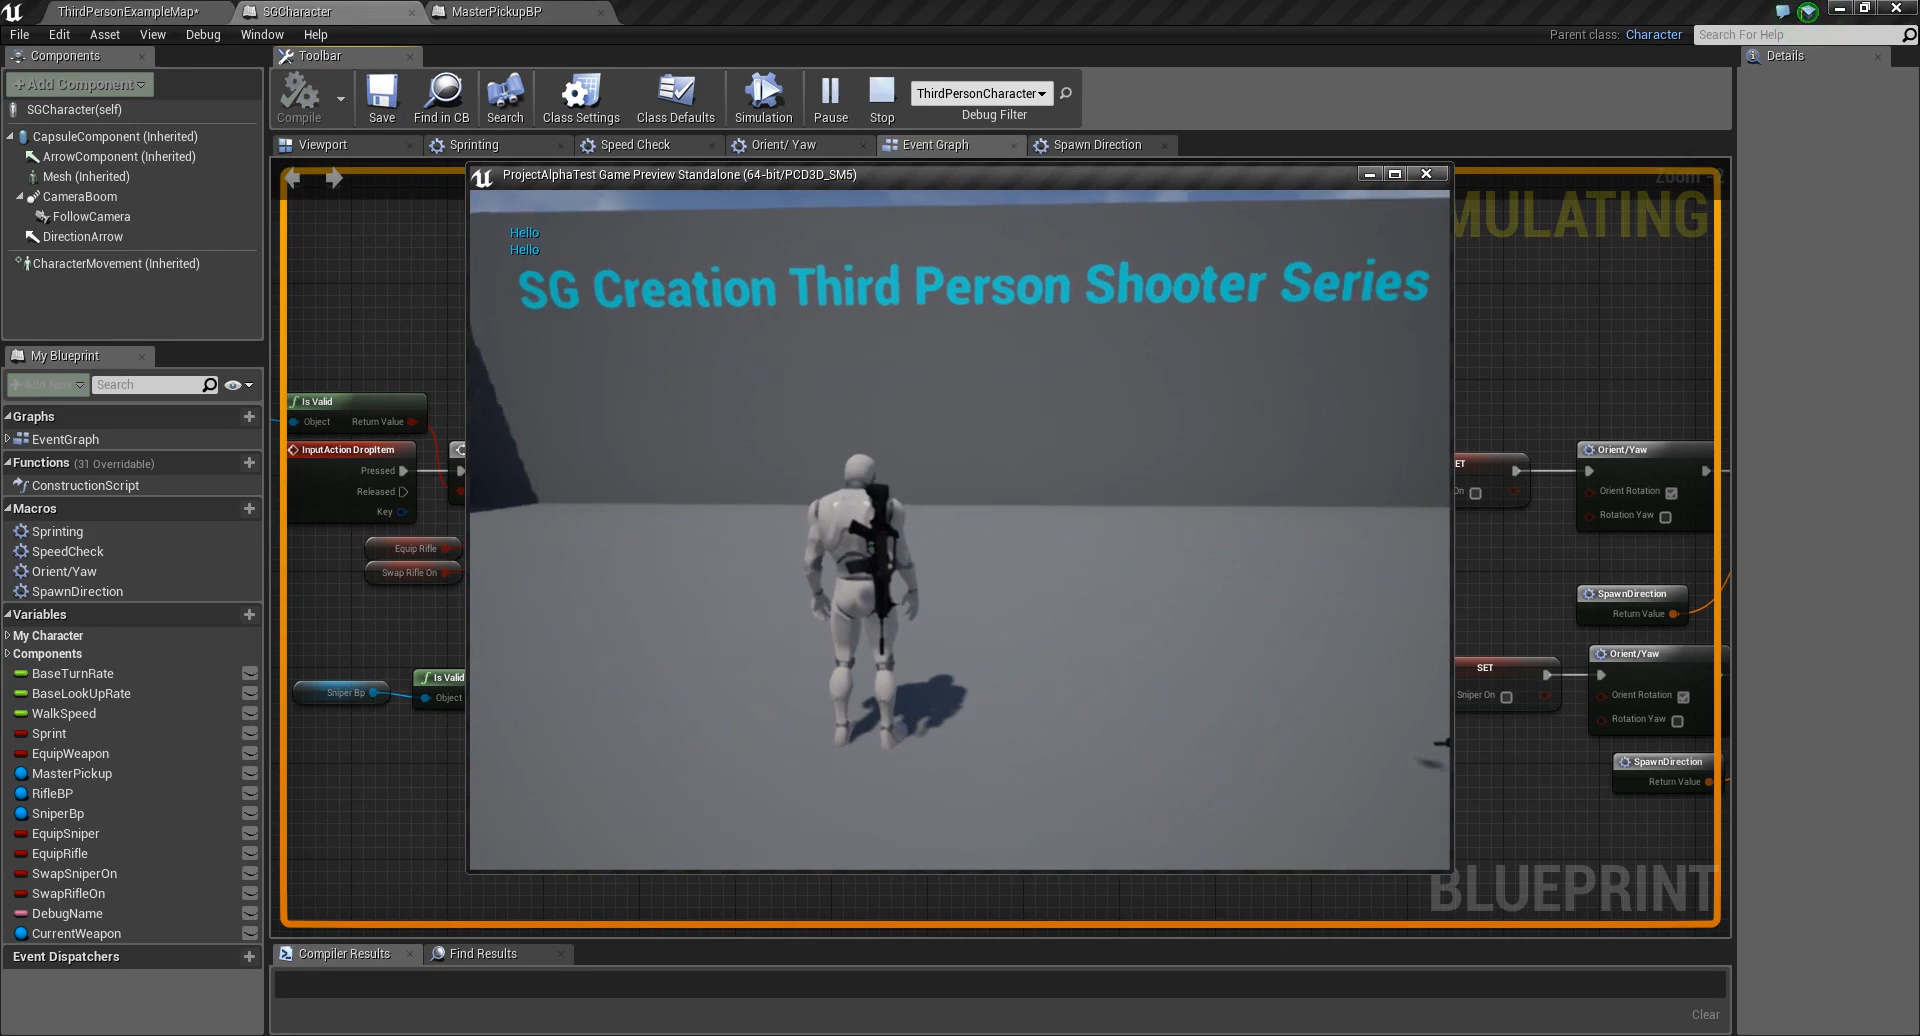 ThirdPersonExampleMap*
SGCharacter
MasterPickupBP
File Edit Asset View Debug Window Help
Parent class: Character
Search For Help
Components
Toolbar
Details
+Add Component
SGCharacter(self)
CapsuleComponent (Inherited)
ArrowComponent (Inherited)
Mesh (Inherited)
CameraBoom
FollowCamera
DirectionArrow
CharacterMovement (Inherited)
Compile
Save
Find in CB
Search
Class Settings
Class Defaults
Simulation
Pause
Stop
ThirdPersonCharacter
Debug Filter
Viewport
Sprinting
Speed Check
Orient/ Yaw
Event Graph
Spawn Direction
ProjectAlphaTest Game Preview Standalone (64-bit/PCD3D_SM5)
Zoom -2
MULATING
Hello
Hello
SG Creation Third Person Shooter Series
My Blueprint
+Add New
Search
Graphs
EventGraph
Functions (31 Overridable)
ConstructionScript
Macros
Sprinting
SpeedCheck
Orient/Yaw
SpawnDirection
Variables
My Character
Components
BaseTurnRate
BaseLookUpRate
WalkSpeed
Sprint
EquipWeapon
MasterPickup
RifleBP
SniperBp
EquipSniper
EquipRifle
SwapSniperOn
SwapRifleOn
DebugName
CurrentWeapon
Event Dispatchers
Is Valid
Object Return Value
InputAction DropItem
Pressed
Released
Key
Equip Rifle
Swap Rifle On
Sniper Bp
Is Valid
Object
ET
On
Orient/Yaw
Orient Rotation
Rotation Yaw
SpawnDirection
Return Value
SET
Sniper On
Orient/Yaw
Orient Rotation
Rotation Yaw
SpawnDirection
Return Value
BLUEPRINT
Compiler Results
Find Results
Clear